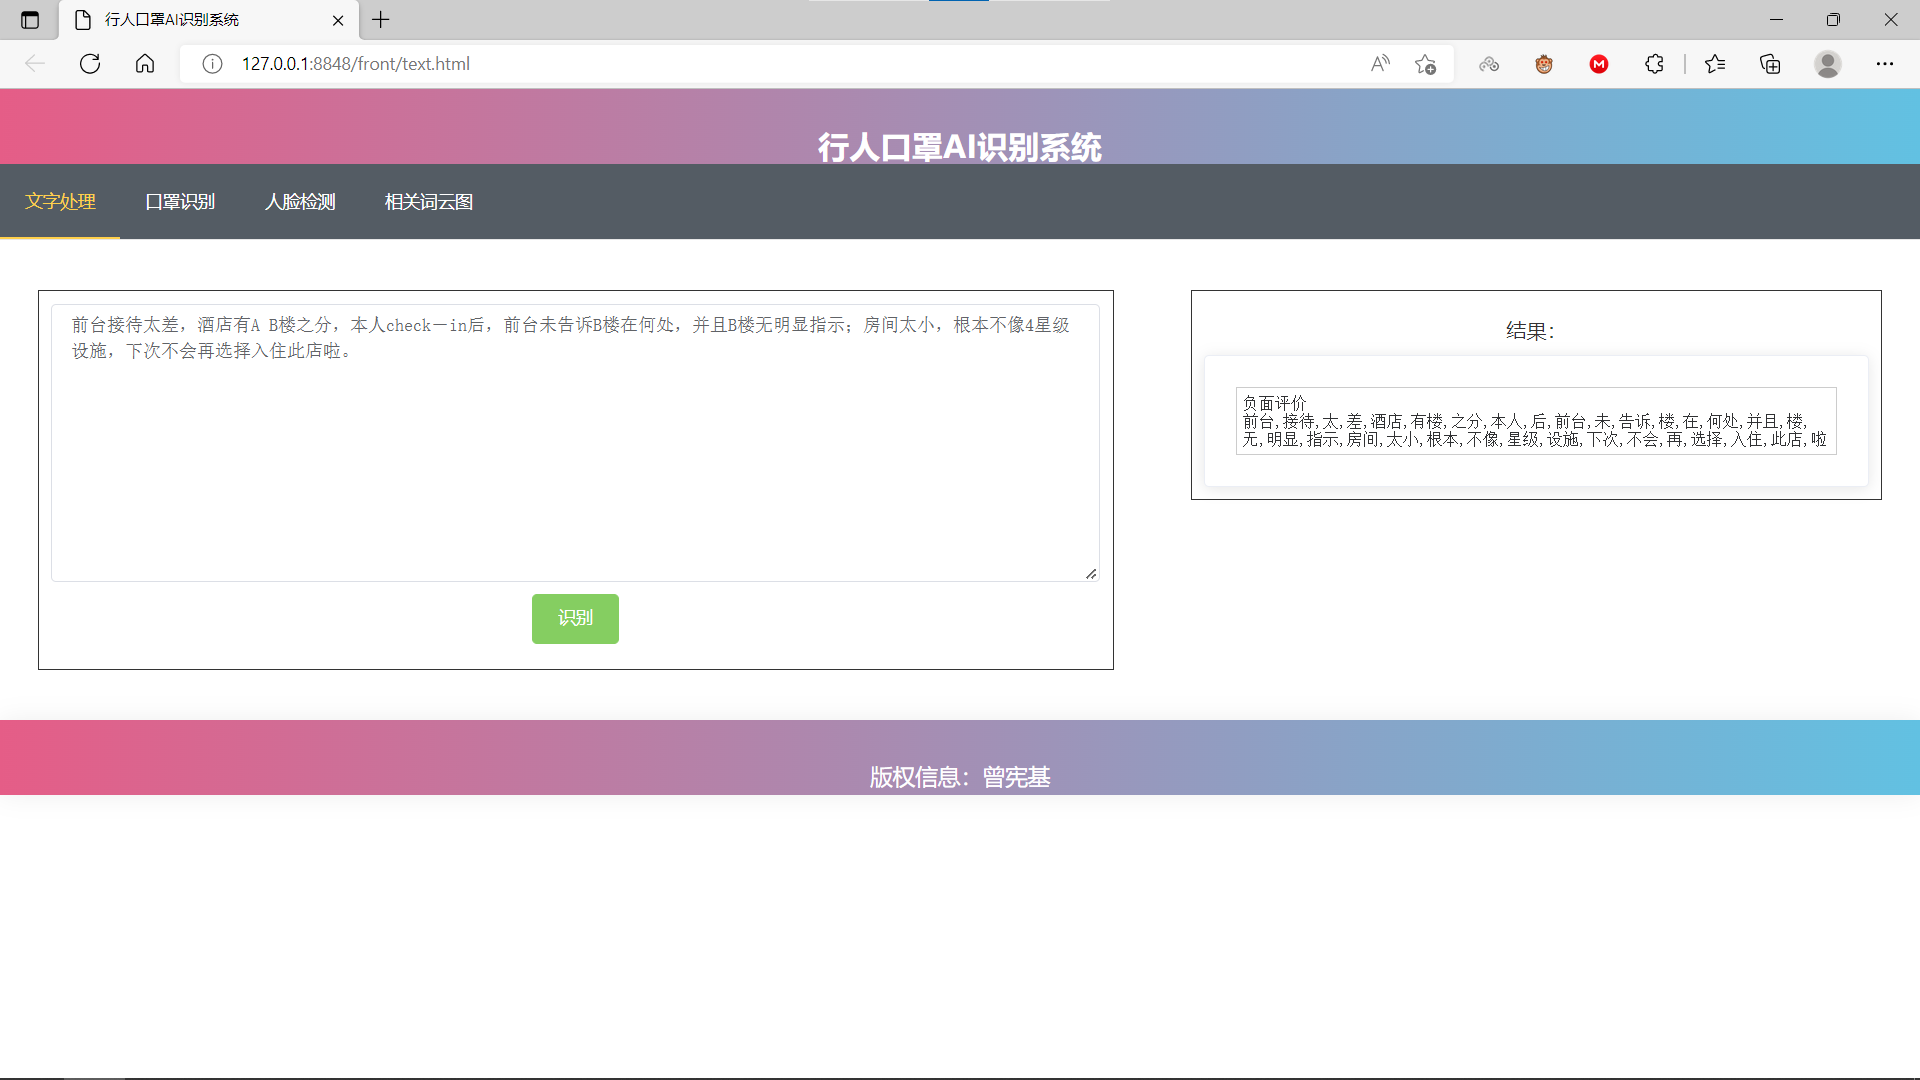 行人口罩AI识别系统
127.0.0.1:8848/front/text.html
行人口罩AI识别系统
文字处理 口罩识别 人脸检测 相关词云图
前台接待太差，酒店有A B楼之分，本人check－in后，前台未告诉B楼在何处，并且B楼无明显指示；房间太小，根本不像4星级
设施，下次不会再选择入住此店啦。
识别
结果：
负面评价
前台,接待,太,差,酒店,有楼,之分,本人,后,前台,未,告诉,楼,在,何处,并且,楼,
无,明显,指示,房间,太小,根本,不像,星级,设施,下次,不会,再,选择,入住,此店,啦
版权信息：曾宪基